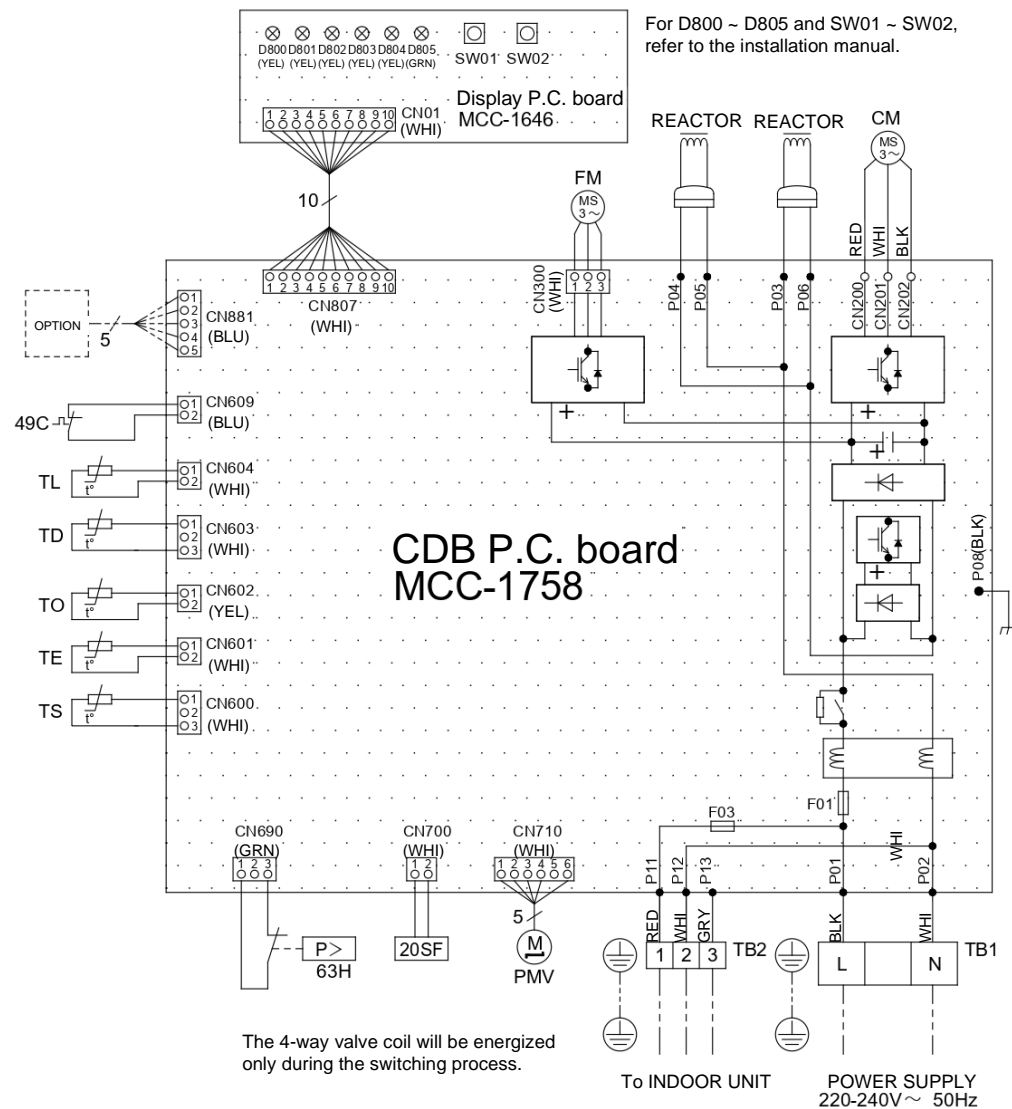 For D800 ~ D805 and SW01 ~ SW02,
refer to the installation manual.
D800 D801 D802 D803 D804 D805
(YEL) (YEL) (YEL) (YEL) (YEL) (GRN)
SW01 SW02
Display P.C. board
MCC-1646
1 2 3 4 5 6 7 8 9 10
CN01
(WHI)
10
1 2 3 4 5 6 7 8 9 10
CN807
(WHI)
FM
MS
3~
CN300
(WHI)
1 2 3
REACTOR REACTOR
CM
MS
3~
RED
WHI
BLK
P04
P05
P03
P06
CN200
CN201
CN202
OPTION
5
1
2
3
4
5
CN881
(BLU)
49C
1
2
CN609
(BLU)
TL
t°
1
2
CN604
(WHI)
TD
t°
1
2
3
CN603
(WHI)
TO
t°
1
2
CN602
(YEL)
TE
t°
1
2
CN601
(WHI)
TS
t°
1
2
3
CN600
(WHI)
+
+
+
+
CDB P.C. board
MCC-1758
P08(BLK)
F01
F03
WHI
CN690
(GRN)
1 2 3
P>
63H
CN700
(WHI)
1 2
20SF
CN710
(WHI)
1 2 3 4 5 6
5
M
PMV
P11
P12
P13
P01
P02
RED
WHI
GRY
BLK
WHI
1 2 3
TB2
L N
TB1
The 4-way valve coil will be energized
only during the switching process.
To INDOOR UNIT
POWER SUPPLY
220-240V~ 50Hz